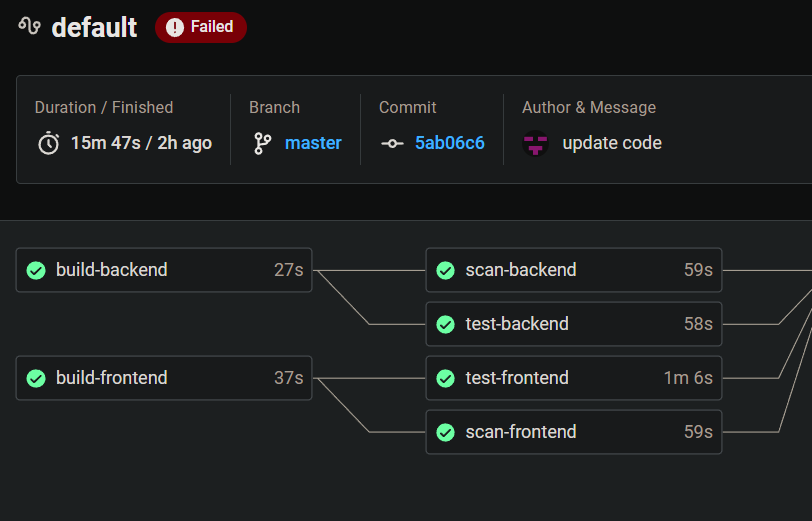 default Failed
Duration / Finished Branch Commit Author & Message
15m 47s / 2h ago master 5ab06c6 update code
build-backend 27s scan-backend 59s
test-backend 58s
build-frontend 37s test-frontend 1m 6s
scan-frontend 59s